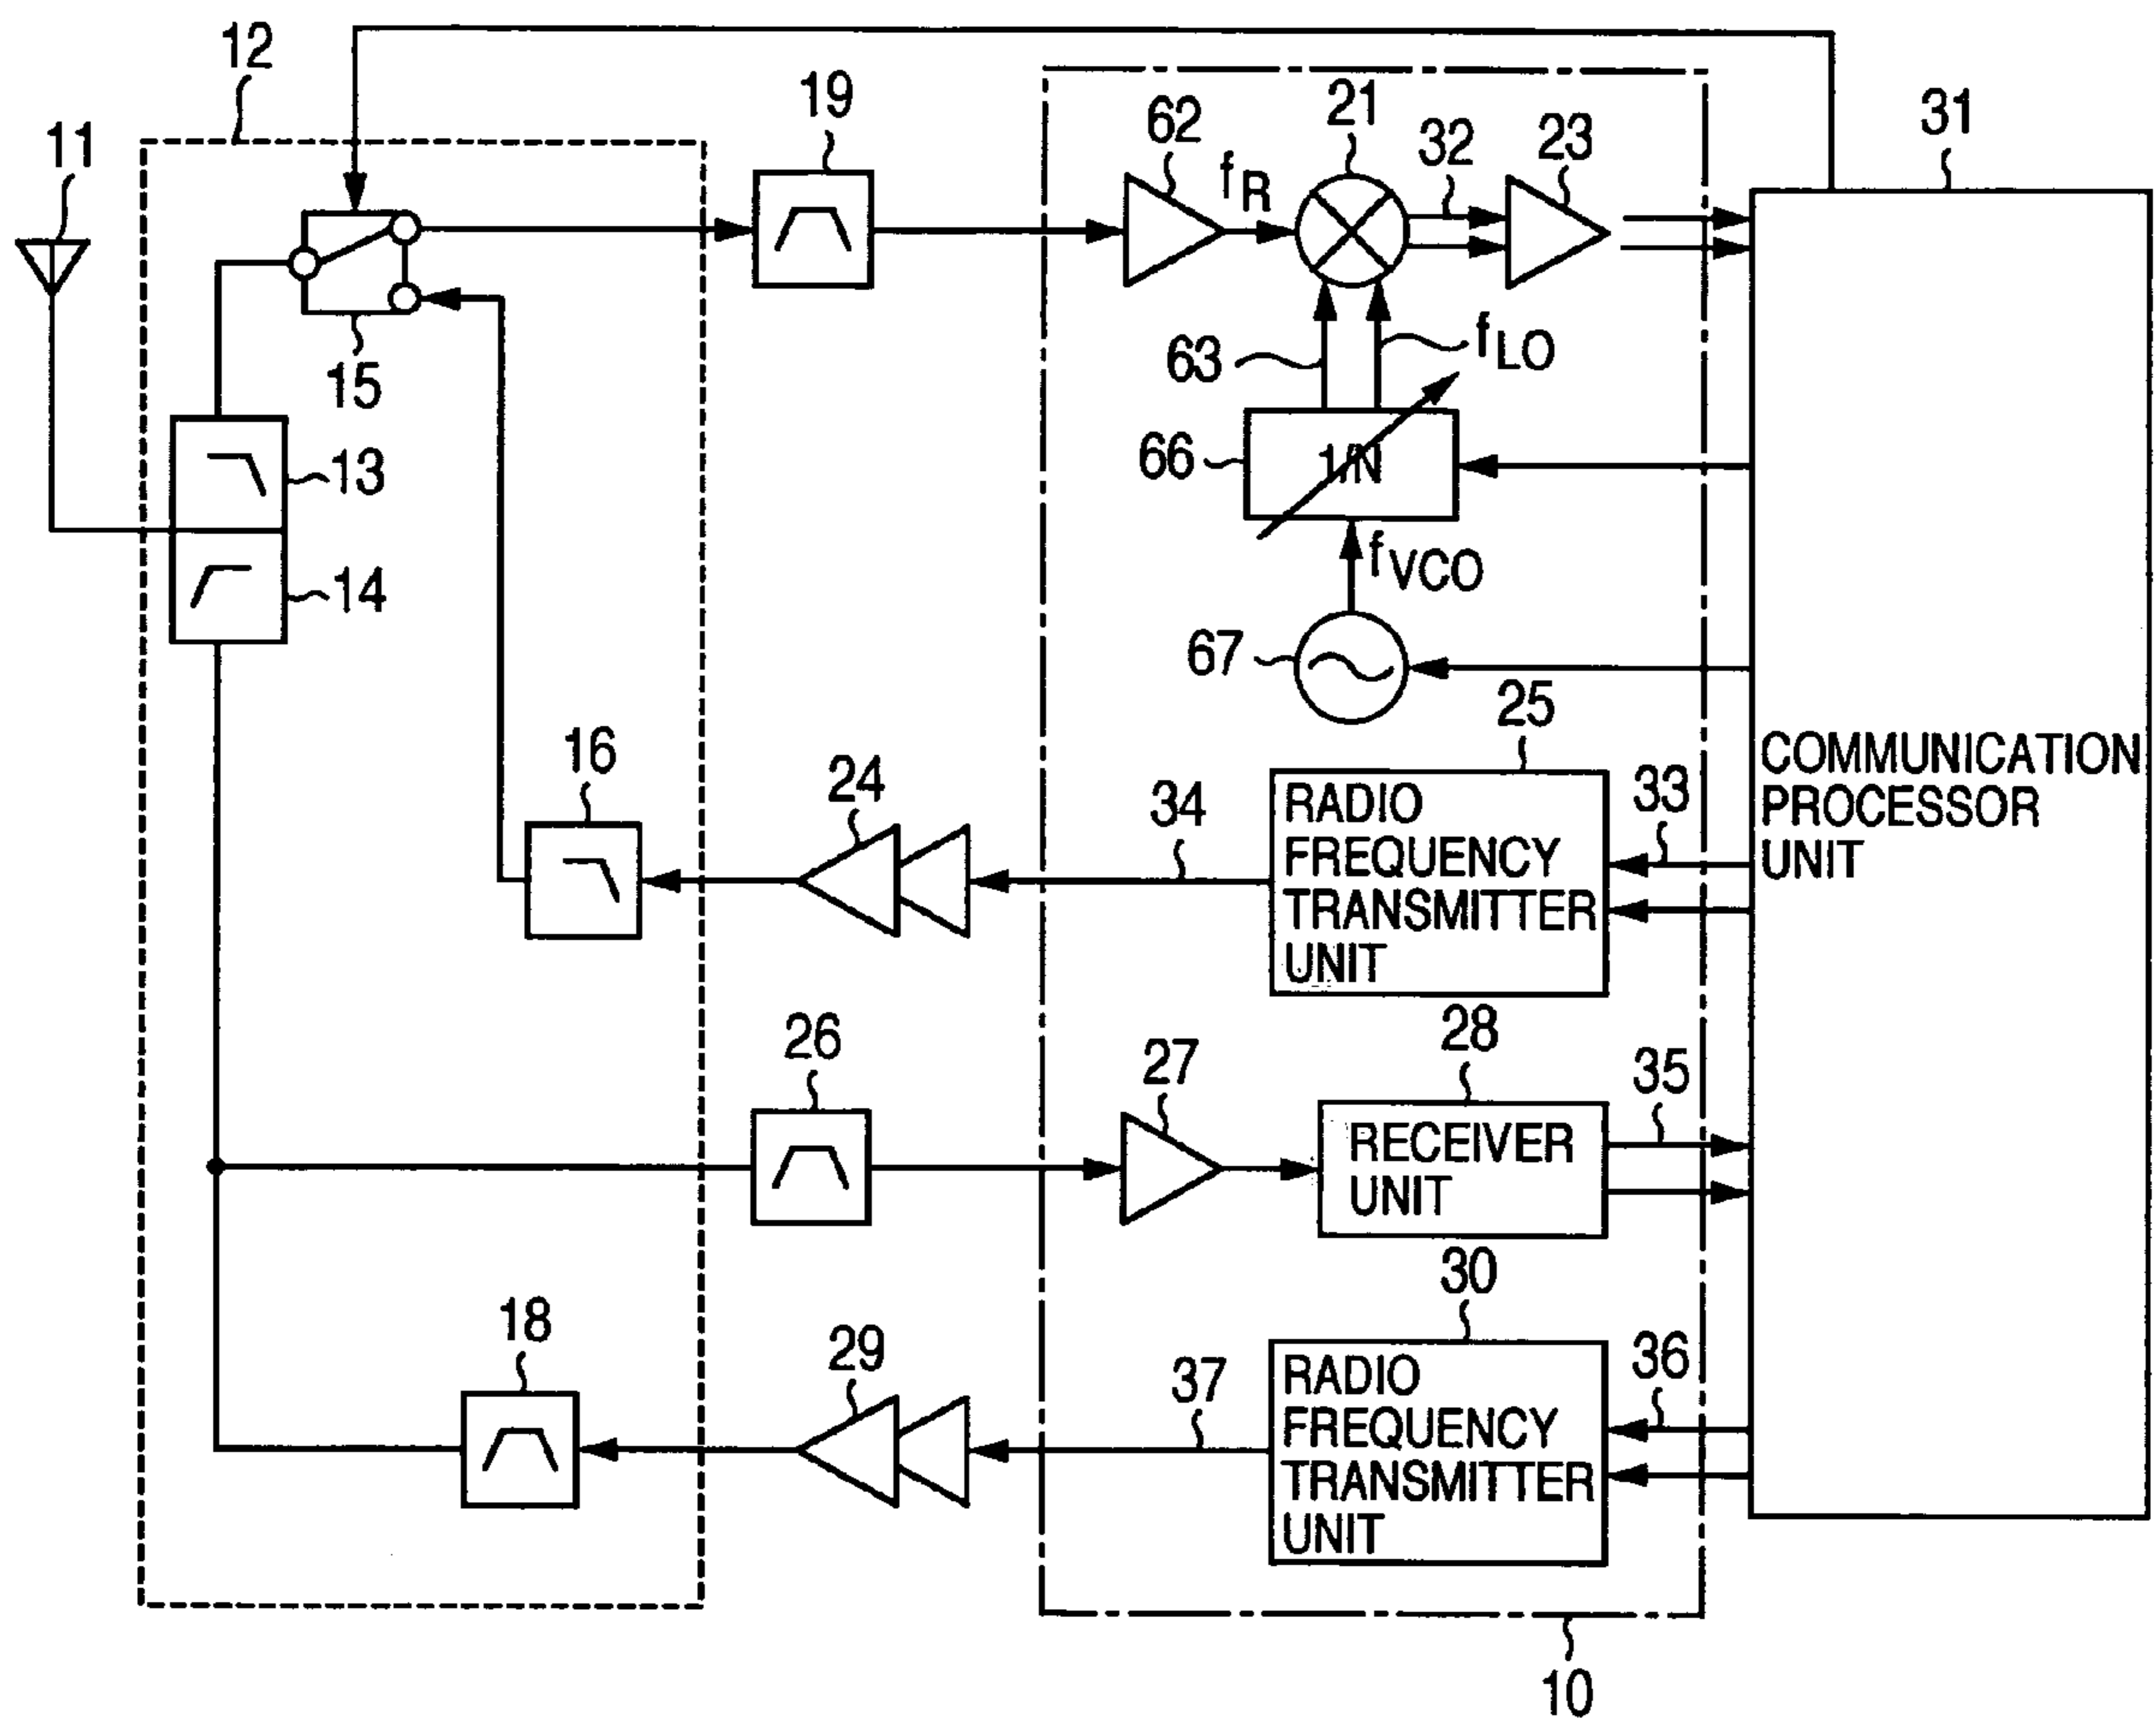 12
19
62
21
32
23
31
11
fR
15
63
fLO
13
66
1/N
14
fVCO
67
25
16
24
34
33
RADIO
FREQUENCY
TRANSMITTER
UNIT
COMMUNICATION
PROCESSOR
UNIT
26
27
28
35
RECEIVER
UNIT
18
29
37
30
36
RADIO
FREQUENCY
TRANSMITTER
UNIT
10